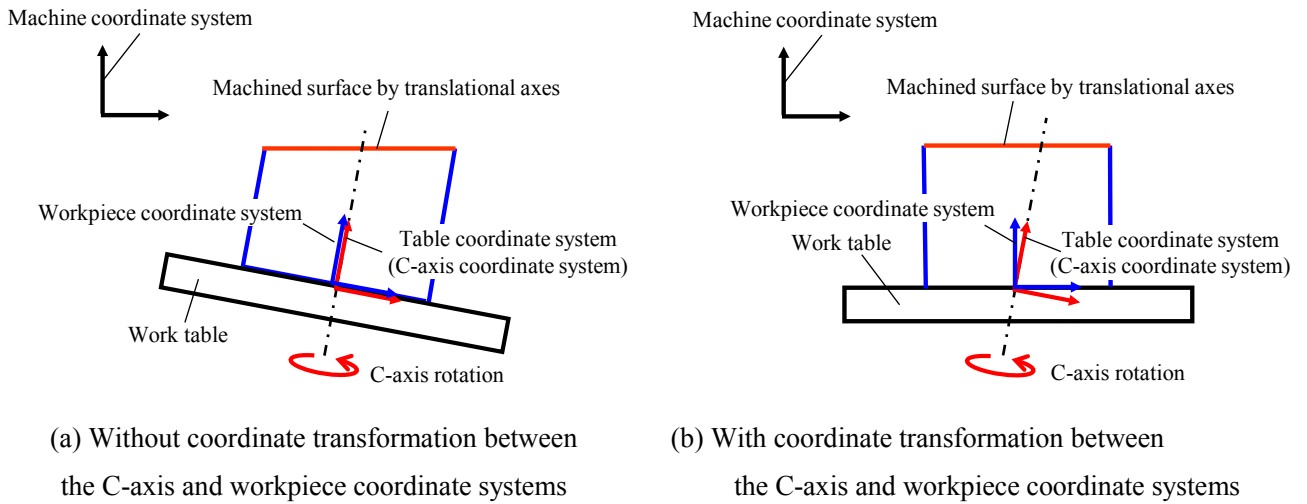 Machine coordinate system
Machined surface by translational axes
Workpiece coordinate system
Table coordinate system
(C-axis coordinate system)
Work table
C-axis rotation
(a) Without coordinate transformation between
the C-axis and workpiece coordinate systems
Machine coordinate system
Machined surface by translational axes
Workpiece coordinate system
Work table
Table coordinate system
(C-axis coordinate system)
C-axis rotation
(b) With coordinate transformation between
the C-axis and workpiece coordinate systems